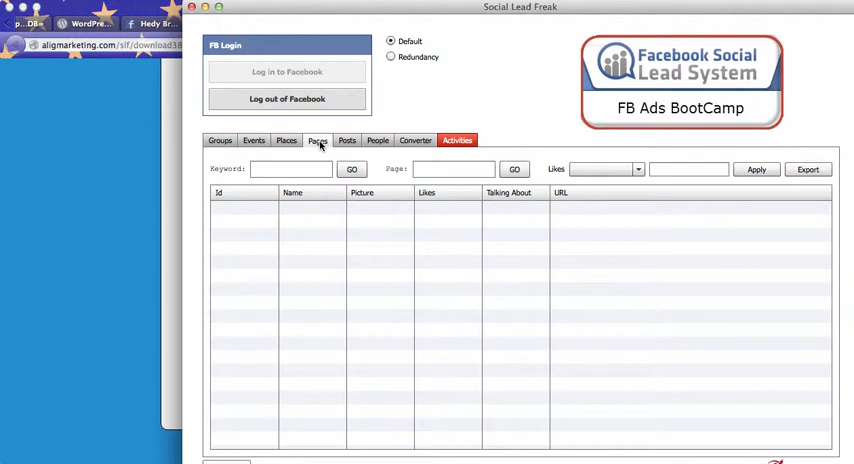 Social Lead Freak
p...DB=
WordPre...
Hedy Br...
aligmarketing.com/slf/download38
FB Login
Log in to Facebook
Log out of Facebook
Default
Redundancy
Facebook Social
Lead System
FB Ads BootCamp
Groups Events Places Pages Posts People Converter Activities
Keyword: GO Page: GO Likes Apply Export
Id Name Picture Likes Talking About URL